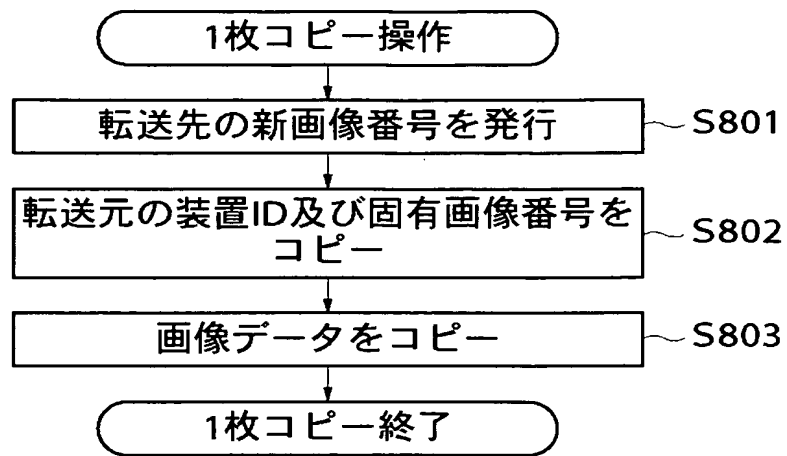 1枚コピー操作
転送先の新画像番号を発行
S801
転送元の装置ID及び固有画像番号を
コピー
S802
画像データをコピー
S803
1枚コピー終了